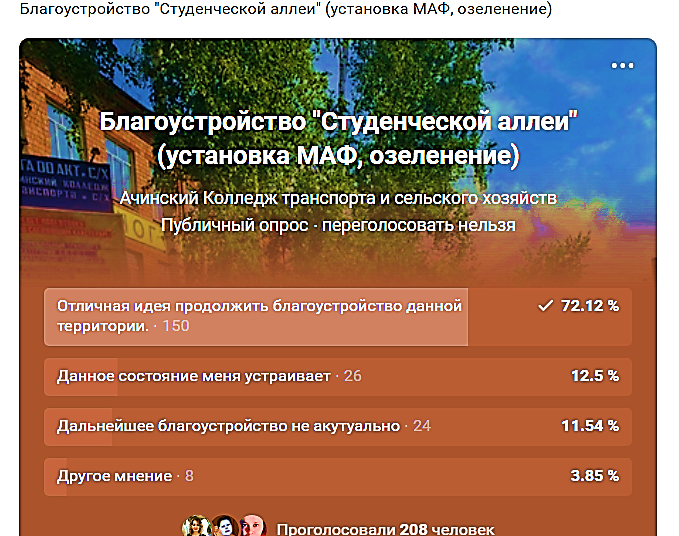 Благоустройство "Студенческой аллеи" (установка МАФ, озеленение)
Благоустройство "Студенческой аллеи"
(установка МАФ, озеленение)
Ачинский Колледж транспорта и сельского хозяйств
Публичный опрос · переголосовать нельзя
Отличная идея продолжить благоустройство данной
территории. · 150
72.12 %
Данное состояние меня устраивает · 26
12.5 %
Дальнейшее благоустройство не акутуально · 24
11.54 %
Другое мнение · 8
3.85 %
Проголосовали 208 человек